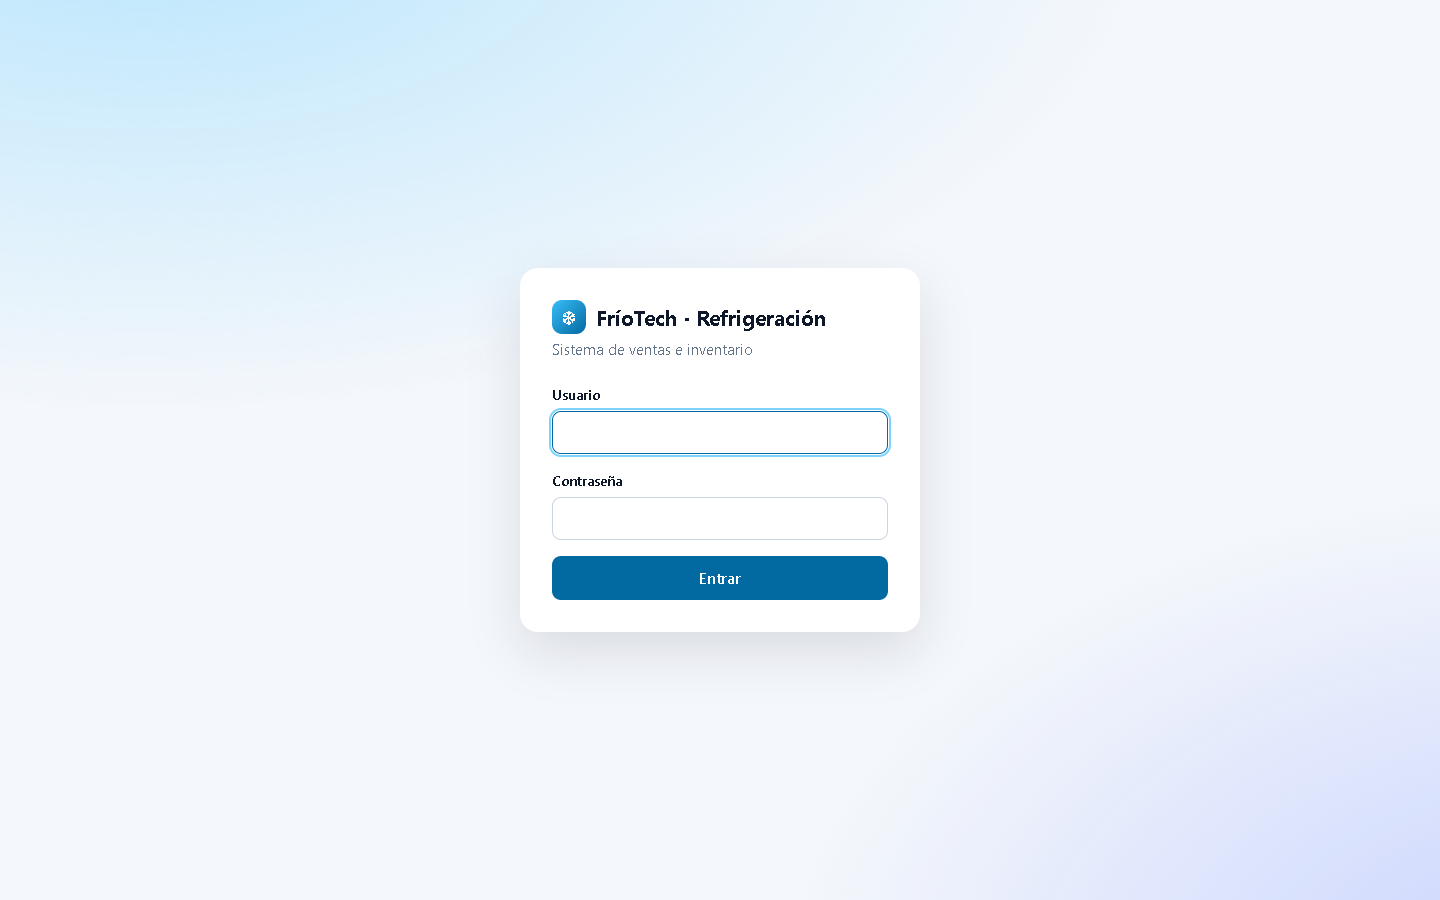 FríoTech - Refrigeración
Sistema de ventas e inventario
Usuario
Contraseña
Entrar